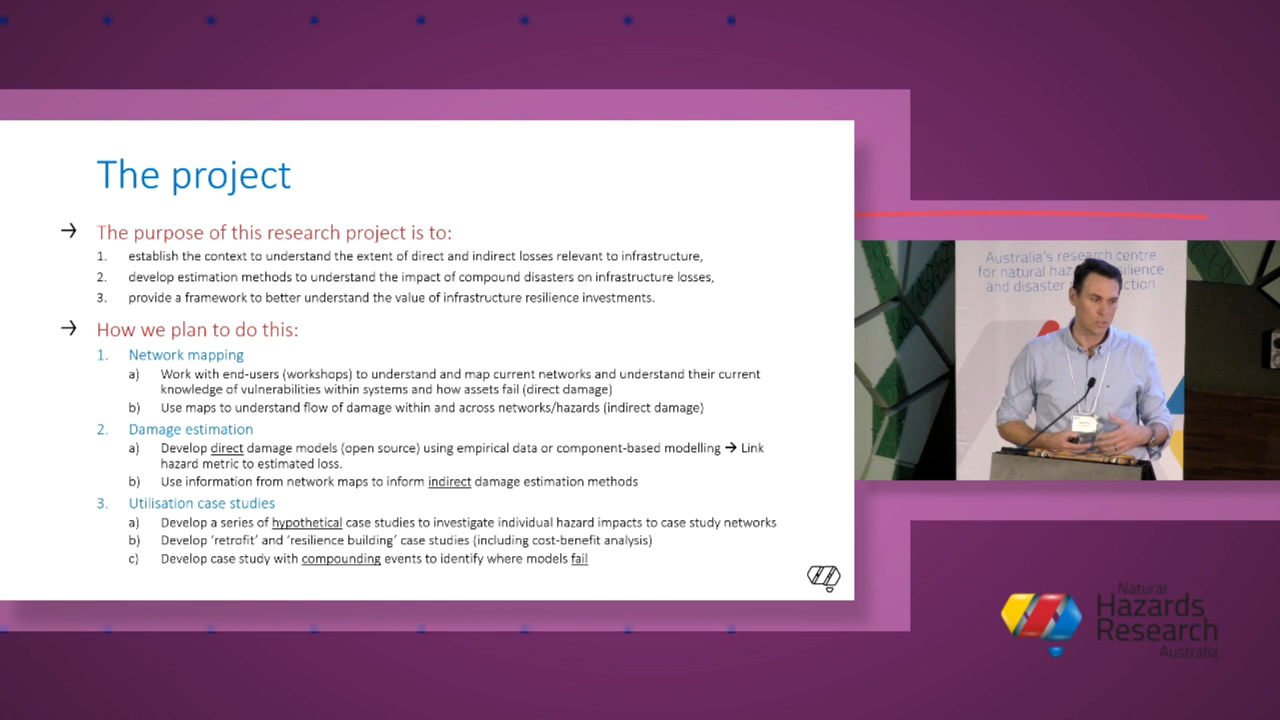 The project
→ The purpose of this research project is to:
1. establish the context to understand the extent of direct and indirect losses relevant to infrastructure,
2. develop estimation methods to understand the impact of compound disasters on infrastructure losses,
3. provide a framework to better understand the value of infrastructure resilience investments.
→ How we plan to do this:
1. Network mapping
a) Work with end-users (workshops) to understand and map current networks and understand their current
knowledge of vulnerabilities within systems and how assets fail (direct damage)
b) Use maps to understand flow of damage within and across networks/hazards (indirect damage)
2. Damage estimation
a) Develop direct damage models (open source) using empirical data or component-based modelling → Link
hazard metric to estimated loss.
b) Use information from network maps to inform indirect damage estimation methods
3. Utilisation case studies
a) Develop a series of hypothetical case studies to investigate individual hazard impacts to case study networks
b) Develop ‘retrofit’ and ‘resilience building’ case studies (including cost-benefit analysis)
c) Develop case study with compounding events to identify where models fail
Australia's research centre
for natural
and disaster
Natural
Hazards
Research
Australia